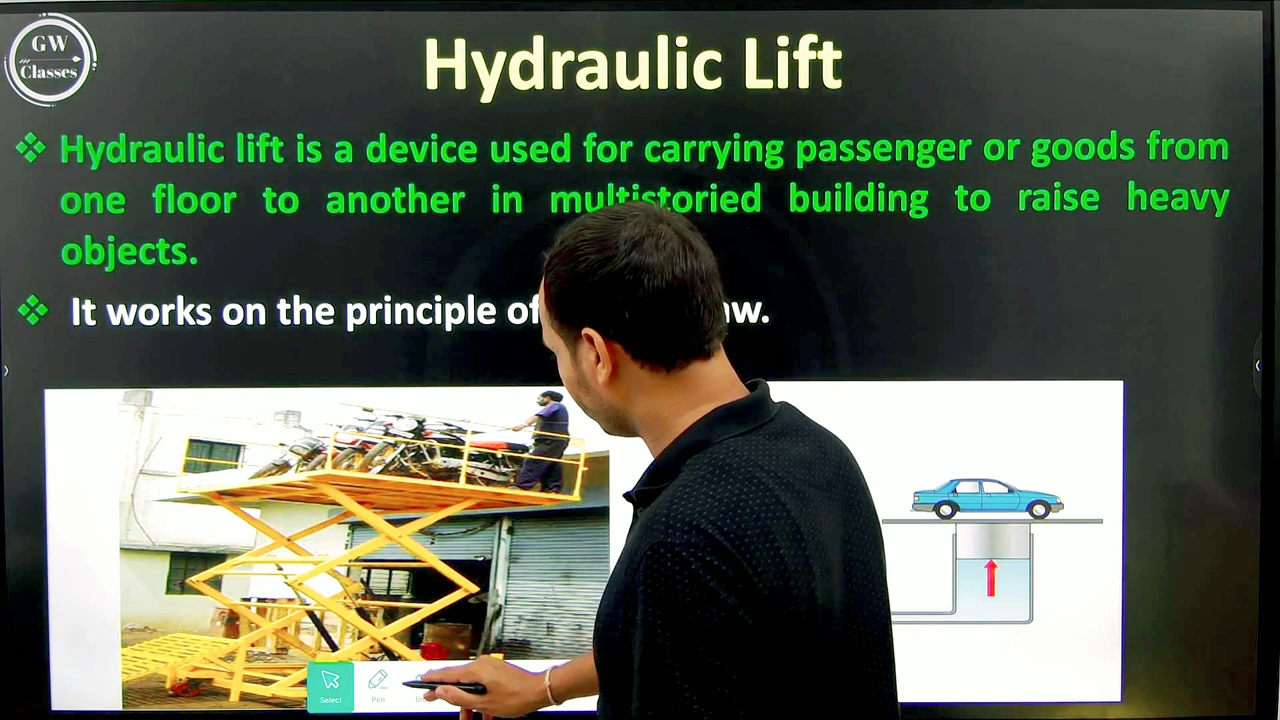 GW
Classes
Hydraulic Lift
Hydraulic lift is a device used for carrying passenger or goods from
one floor to another in multistoried building to raise heavy
objects.
It works on the principle of
Select
Pen